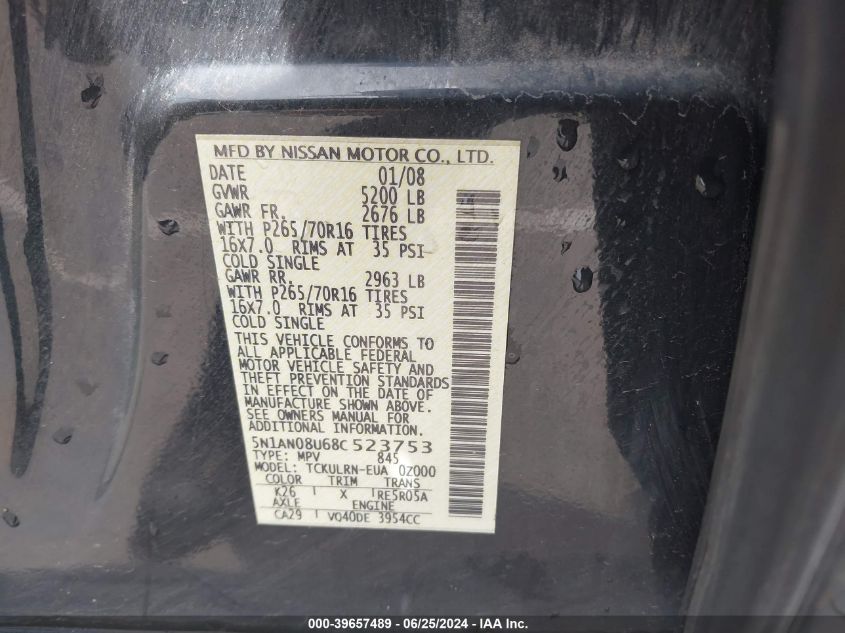 MFD BY NISSAN MOTOR CO., LTD.
DATE 01/08
GVWR 5200 LB
GAWR FR. 2676 LB
WITH P265/70R16 TIRES
16X7.0 RIMS AT 35 PSI
COLD SINGLE
GAWR RR. 2963 LB
WITH P265/70R16 TIRES
16X7.0 RIMS AT 35 PSI
COLD SINGLE
THIS VEHICLE CONFORMS TO
ALL APPLICABLE FEDERAL
MOTOR VEHICLE SAFETY AND
THEFT PREVENTION STANDARDS
IN EFFECT ON THE DATE OF
MANUFACTURE SHOWN ABOVE.
SEE OWNERS MANUAL FOR
ADDITIONAL INFORMATION.
5N1AN08U68C 523753
TYPE: MPV 845
MODEL: TCKULRN-EUA 0Z000
COLOR TRIM TRANS
K26 X RE5R05A
AXLE ENGINE
CA29 VQ40DE 3954CC
000-39657489 - 06/25/2024 - IAA Inc.